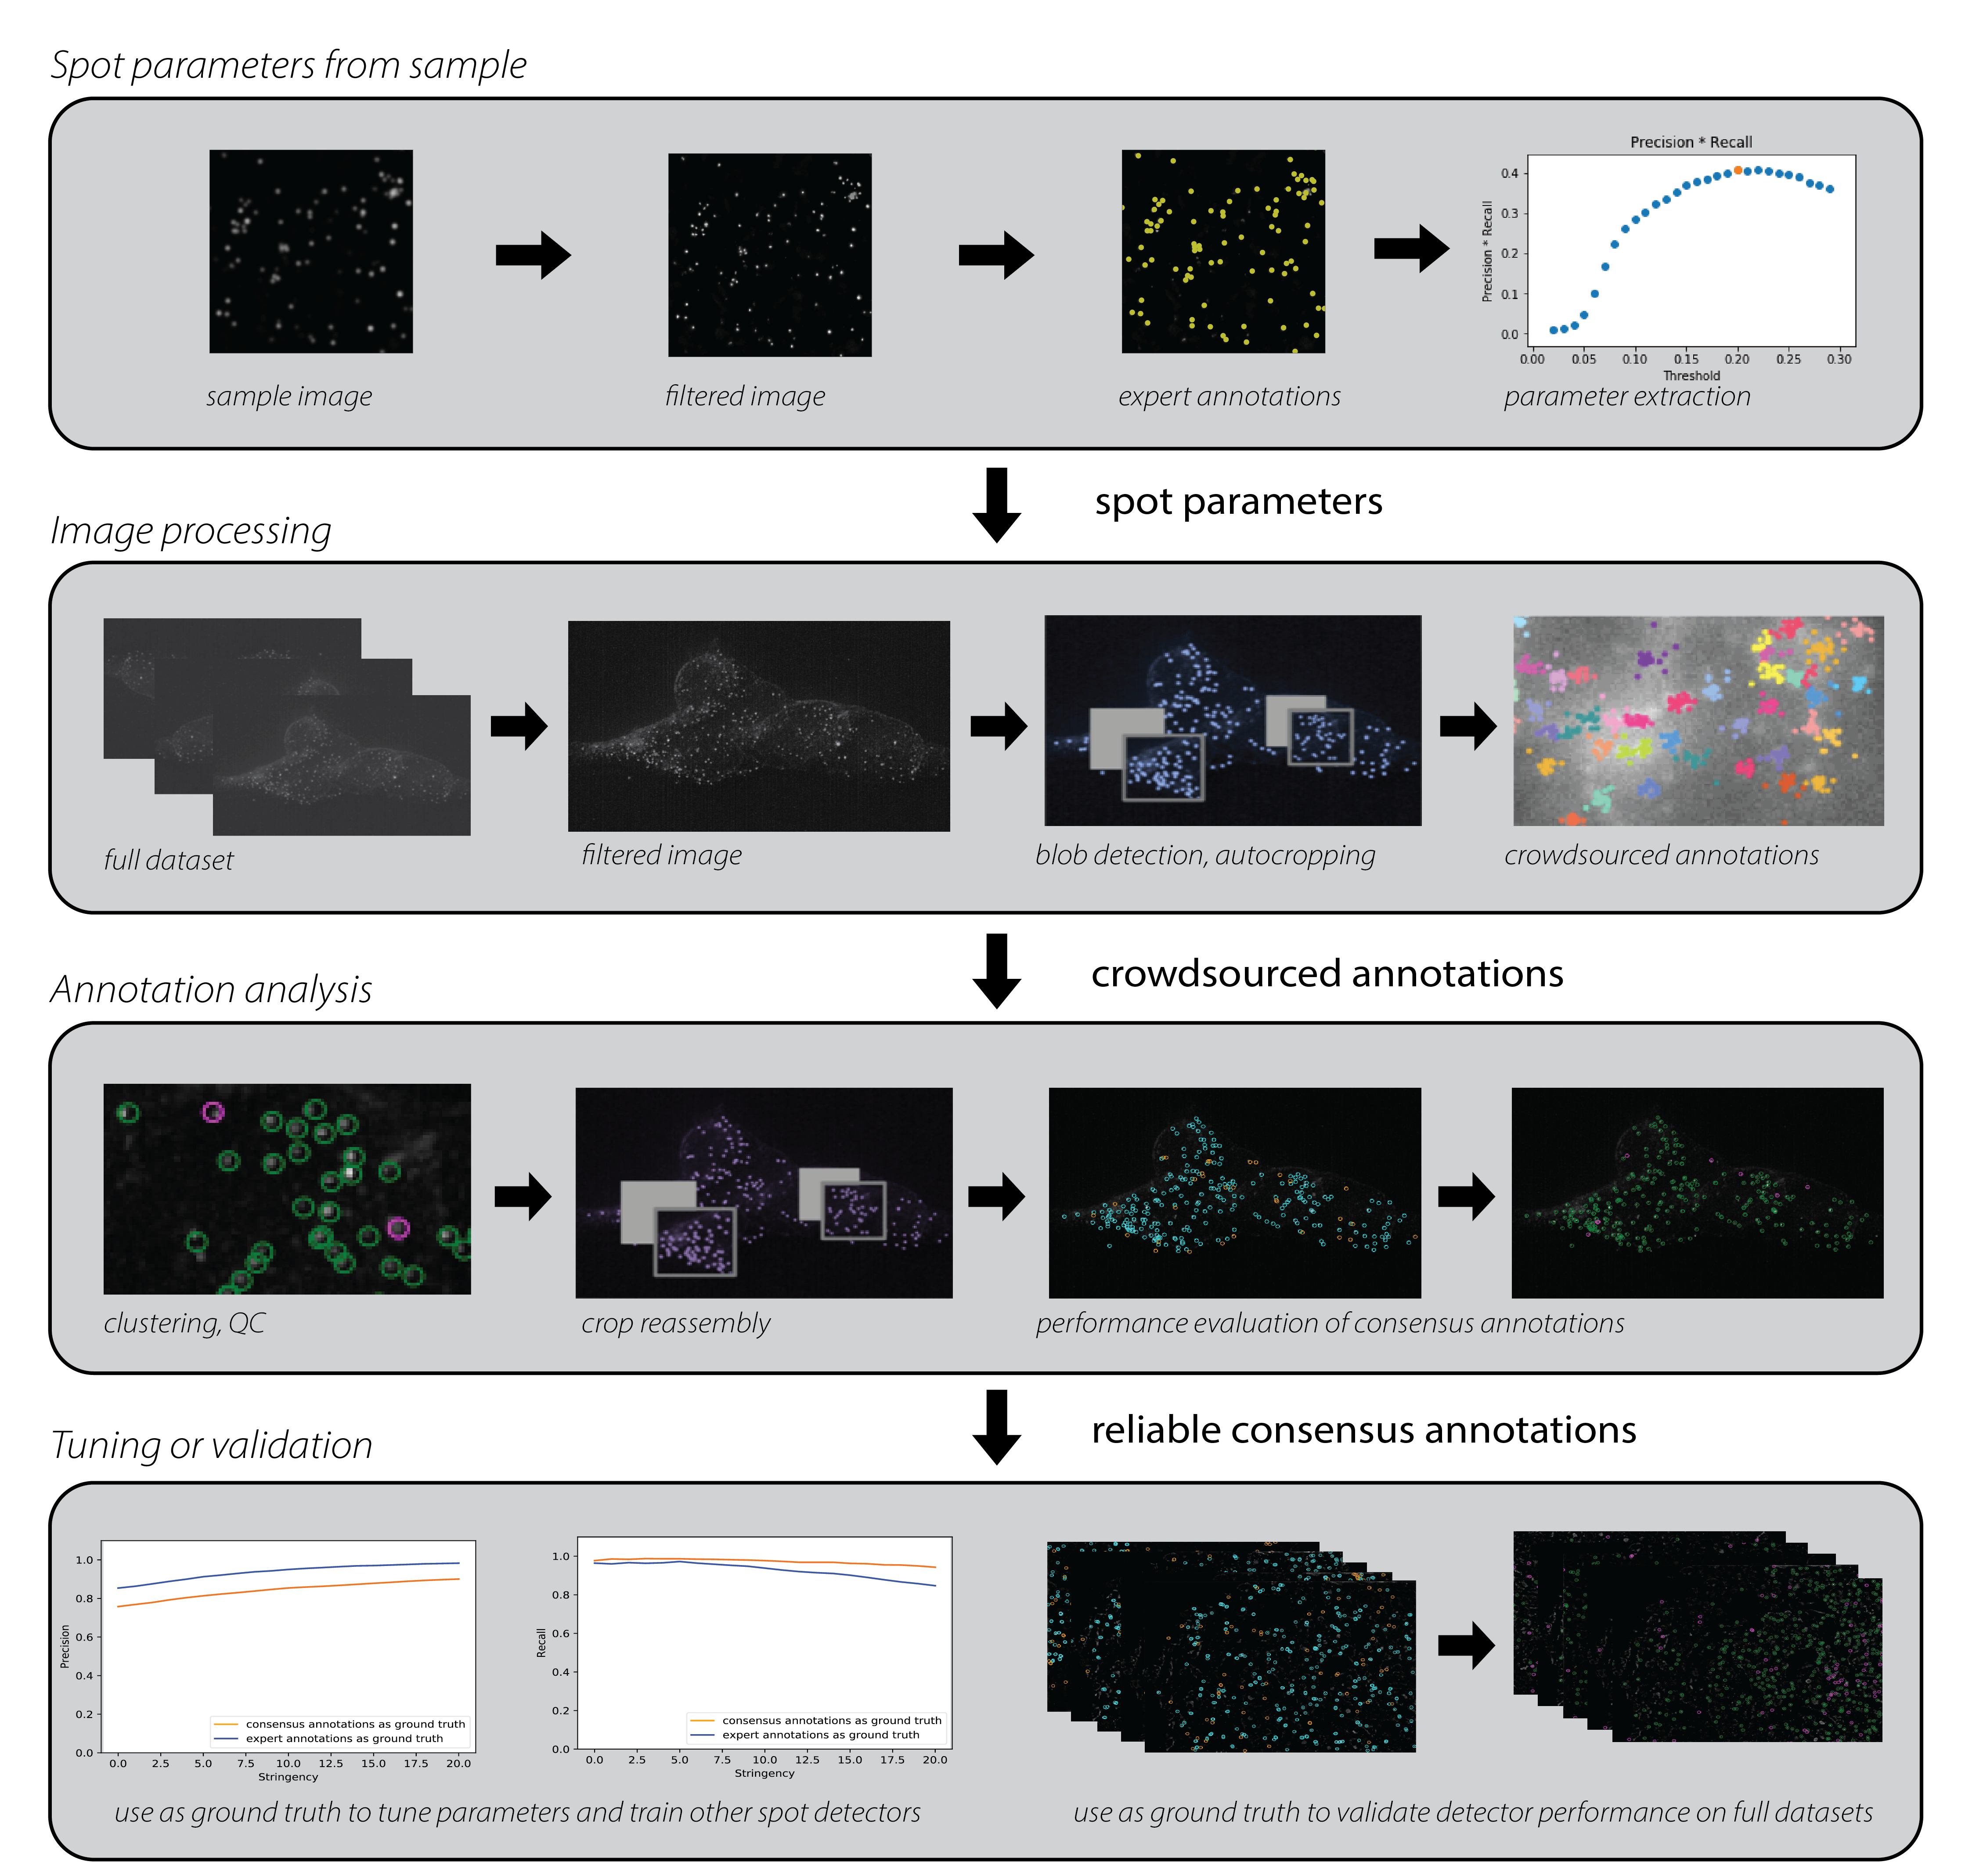 Spot parameters from sample
Precision * Recall
Precision * Recall
0.4
0.3
0.2
0.1
0.0
0.00 0.05 0.10 0.15 0.20 0.25 0.30
Threshold
sample image
filtered image
expert annotations
parameter extraction
spot parameters
Image processing
full dataset
filtered image
blob detection, autocropping
crowdsourced annotations
crowdsourced annotations
Annotation analysis
clustering, QC
crop reassembly
performance evaluation of consensus annotations
reliable consensus annotations
Tuning or validation
Precision
1.0
0.8
0.6
0.4
0.2
0.0
consensus annotations as ground truth
expert annotations as ground truth
0.0 2.5 5.0 7.5 10.0 12.5 15.0 17.5 20.0
Stringency
Recall
1.0
0.8
0.6
0.4
0.2
0.0
consensus annotations as ground truth
expert annotations as ground truth
0.0 2.5 5.0 7.5 10.0 12.5 15.0 17.5 20.0
Stringency
use as ground truth to tune parameters and train other spot detectors
use as ground truth to validate detector performance on full datasets